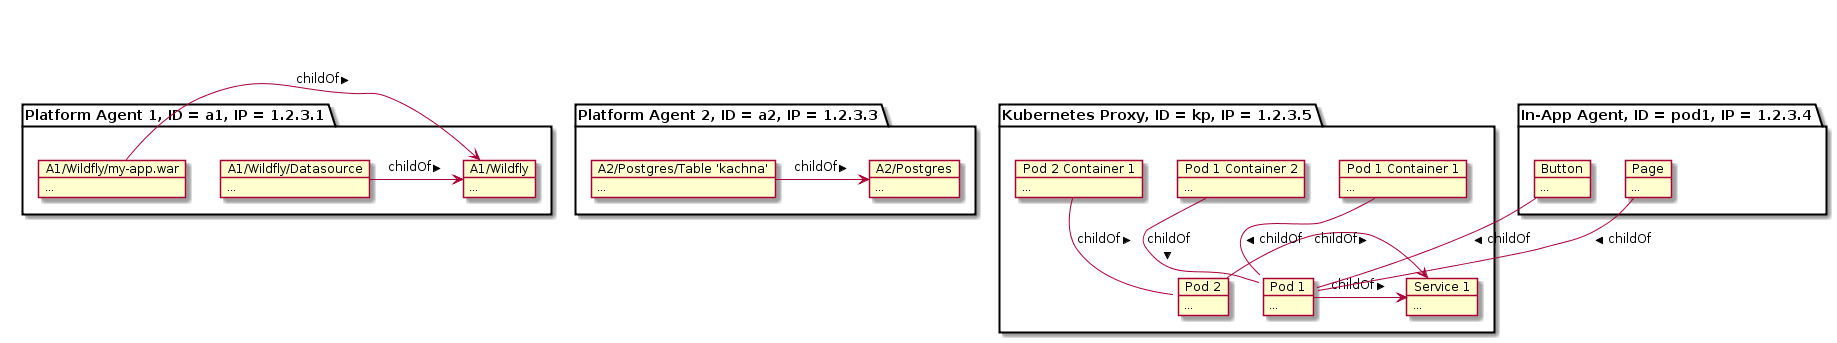 childOf ▶
Platform Agent 1, ID = a1, IP = 1.2.3.1
A1/Wildfly/my-app.war
...
A1/Wildfly/Datasource
...
childOf ▶
A1/Wildfly
...
Platform Agent 2, ID = a2, IP = 1.2.3.3
A2/Postgres/Table 'kachna'
...
childOf ▶
A2/Postgres
...
Kubernetes Proxy, ID = kp, IP = 1.2.3.5
Pod 2 Container 1
...
Pod 1 Container 2
...
Pod 1 Container 1
...
childOf ▶
childOf
▼
◀ childOf
childOf ▶
Pod 2
...
Pod 1
...
childOf ▶
Service 1
...
In-App Agent, ID = pod1, IP = 1.2.3.4
Button
...
Page
...
◀ childOf
◀ childOf